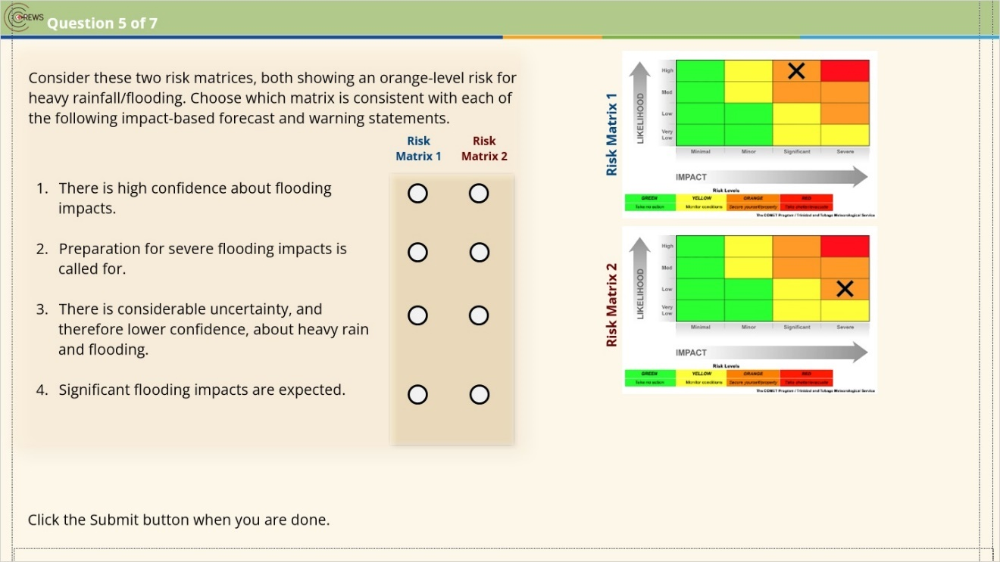 CREWS
Question 5 of 7
Consider these two risk matrices, both showing an orange-level risk for
heavy rainfall/flooding. Choose which matrix is consistent with each of
the following impact-based forecast and warning statements.
Risk Matrix 1
Risk Matrix 2
1. There is high confidence about flooding
impacts.
2. Preparation for severe flooding impacts is
called for.
3. There is considerable uncertainty, and
therefore lower confidence, about heavy rain
and flooding.
4. Significant flooding impacts are expected.
Click the Submit button when you are done.
Risk Matrix 1
LIKELIHOOD
High
Med
Low
Very
Low
Minimal Minor Significant Severe
IMPACT
Risk Levels
GREEN YELLOW ORANGE RED
Take no action Monitor conditions Secure yourself/property Take shelter/evacuate
The COMET Program / Trinidad and Tobago Meteorological Service
Risk Matrix 2
LIKELIHOOD
High
Med
Low
Very
Low
Minimal Minor Significant Severe
IMPACT
Risk Levels
GREEN YELLOW ORANGE RED
Take no action Monitor conditions Secure yourself/property Take shelter/evacuate
The COMET Program / Trinidad and Tobago Meteorological Service